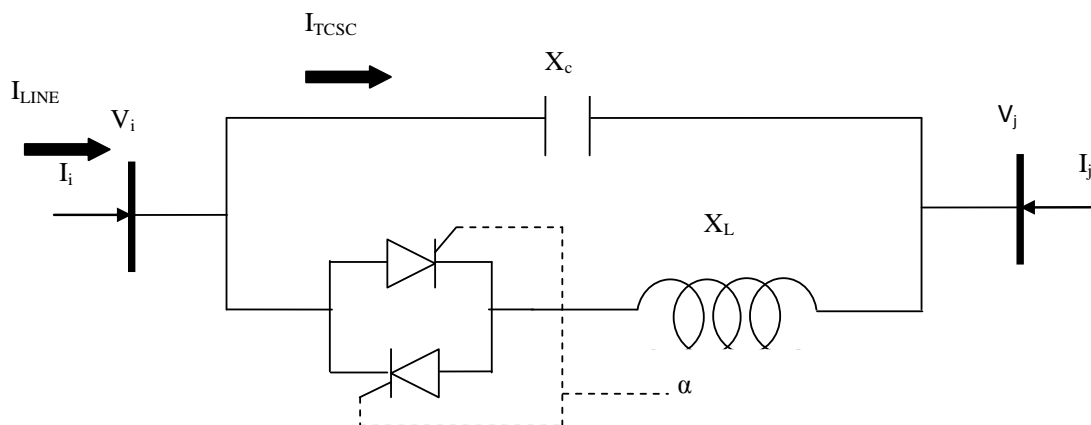 I_TCSC
X_c
I_LINE
V_i
V_j
I_i
I_j
X_L
α